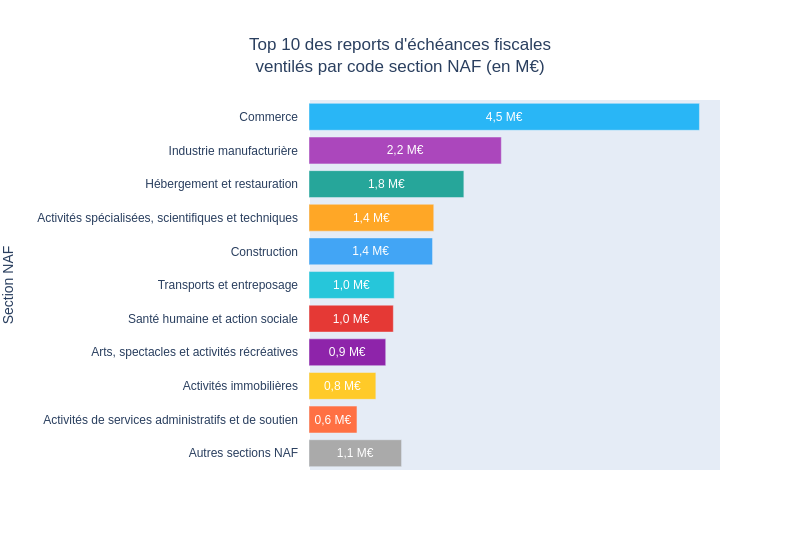 Top 10 des reports d'échéances fiscales
ventilés par code section NAF (en M€)
Section NAF
Commerce 4,5 M€
Industrie manufacturière 2,2 M€
Hébergement et restauration 1,8 M€
Activités spécialisées, scientifiques et techniques 1,4 M€
Construction 1,4 M€
Transports et entreposage 1,0 M€
Santé humaine et action sociale 1,0 M€
Arts, spectacles et activités récréatives 0,9 M€
Activités immobilières 0,8 M€
Activités de services administratifs et de soutien 0,6 M€
Autres sections NAF 1,1 M€